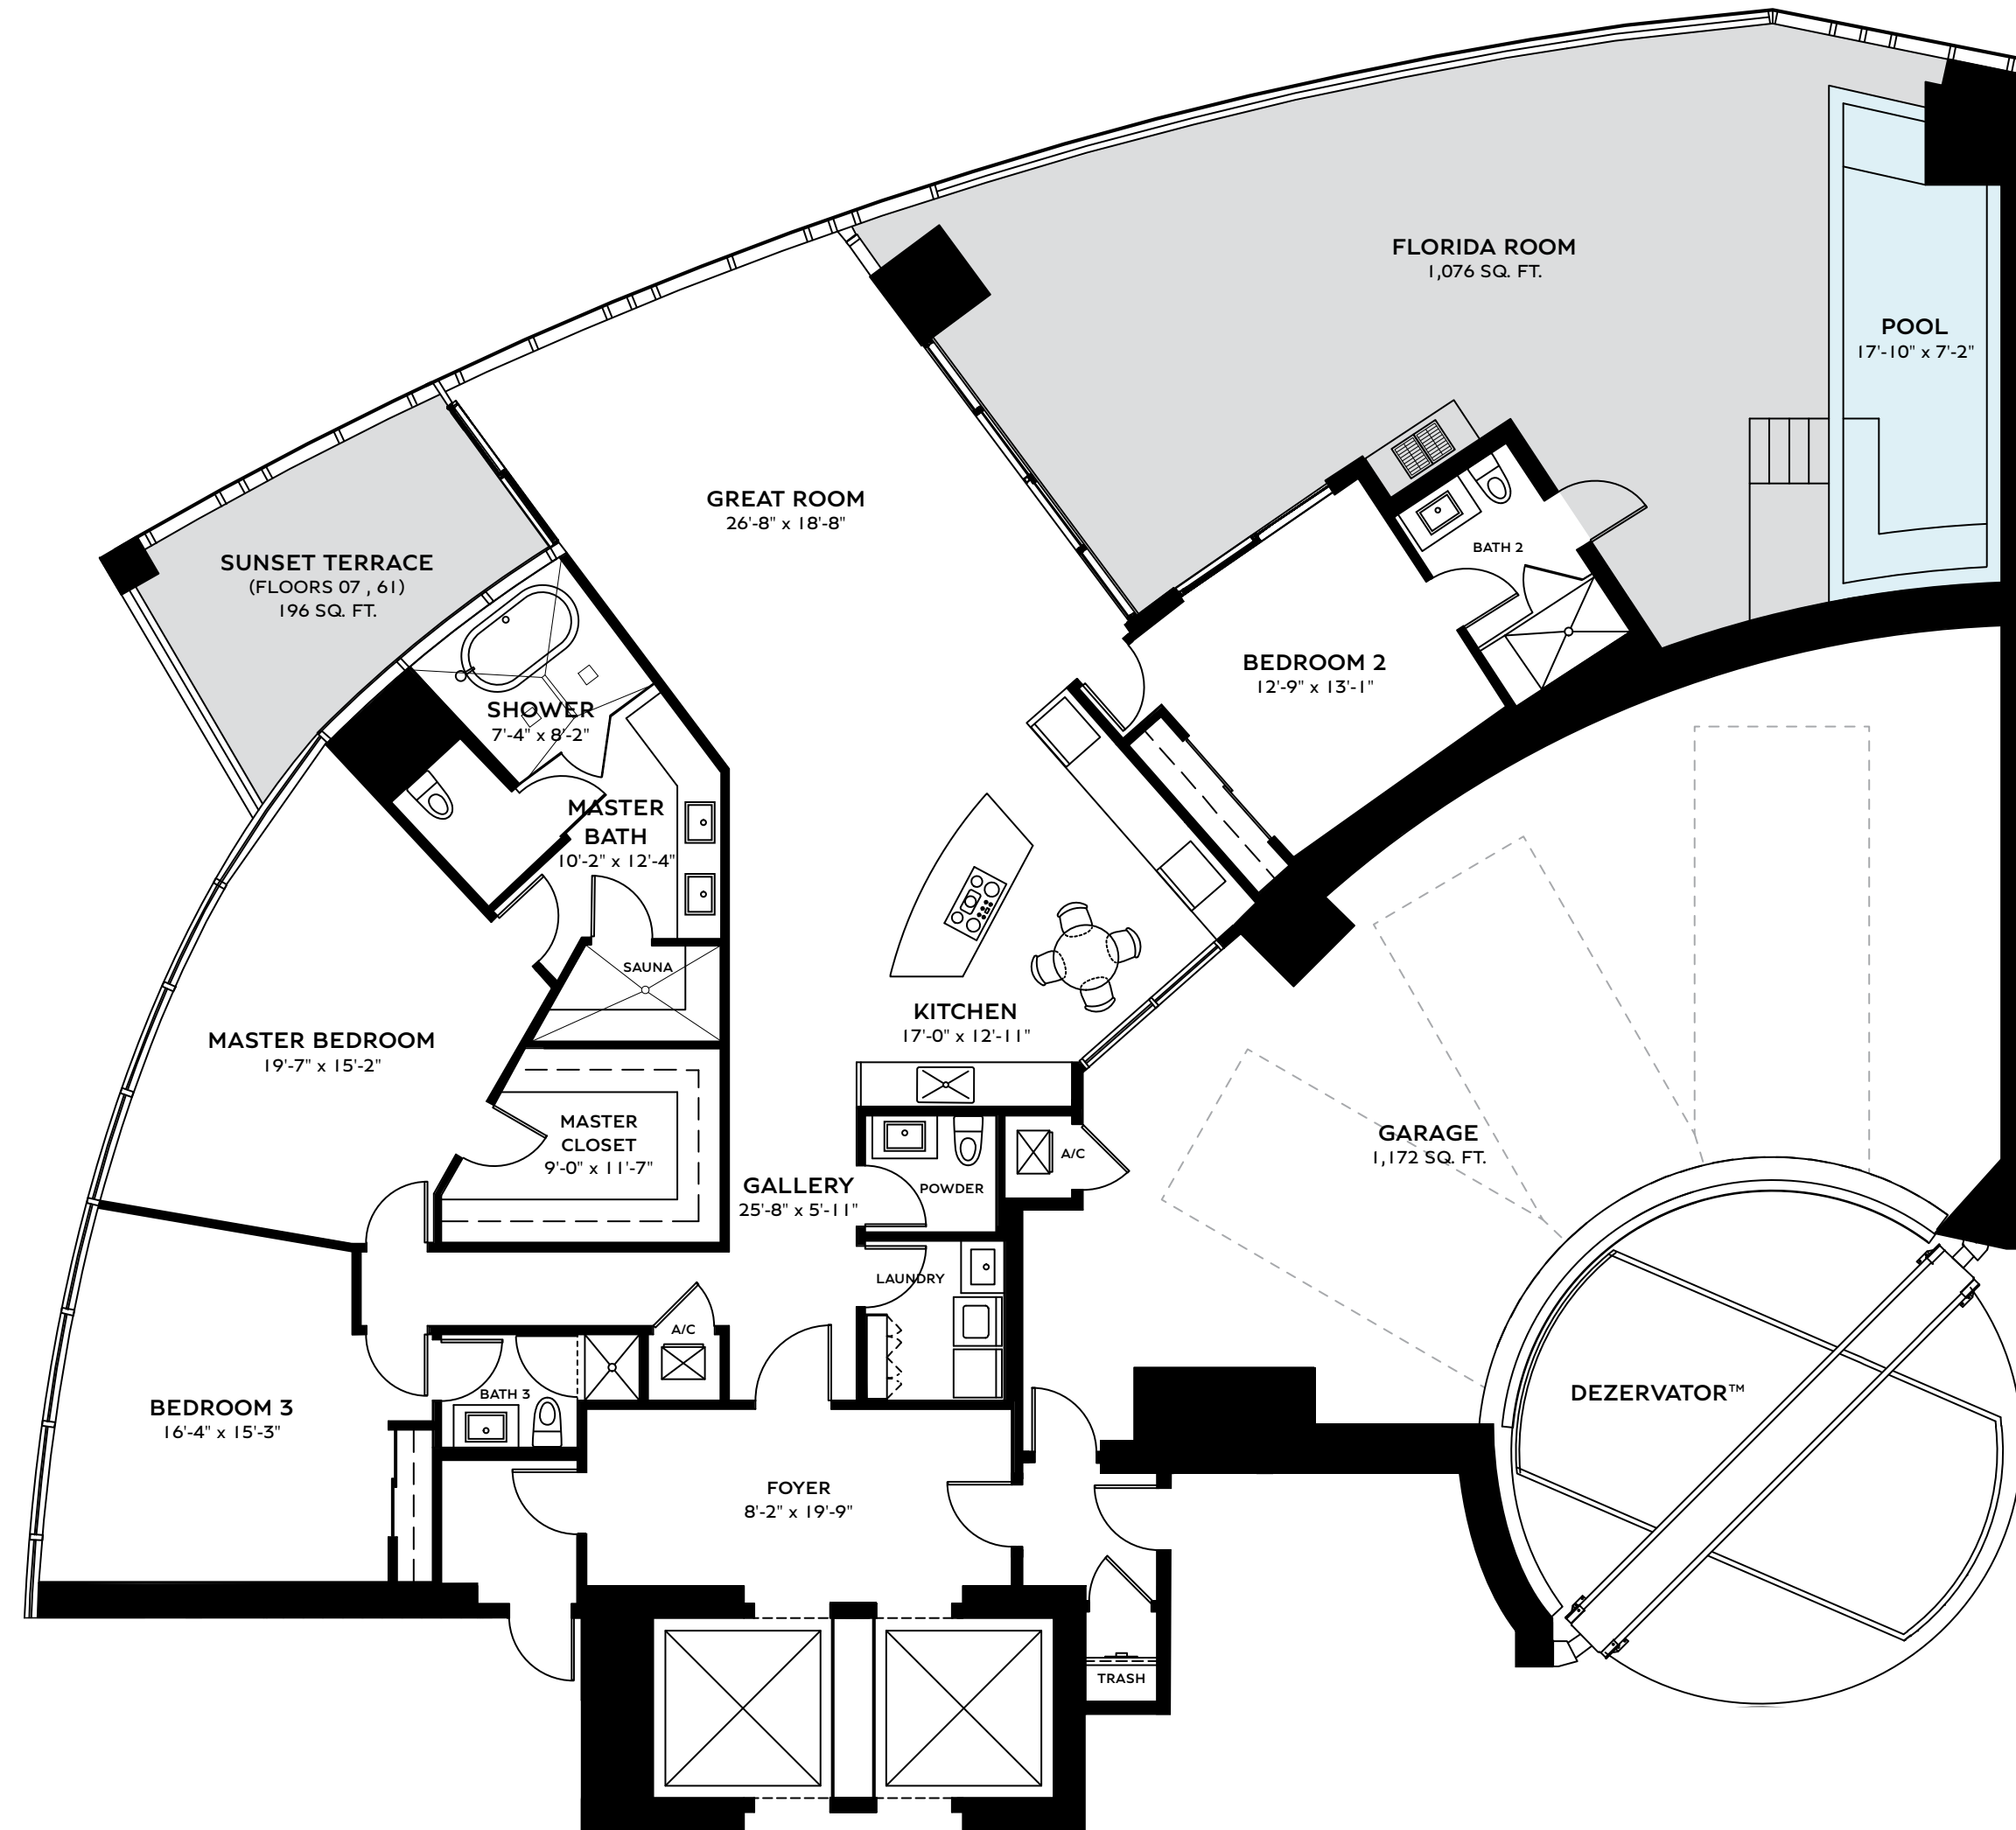 FLORIDA ROOM
1,076 SQ. FT.
POOL
17'-10" x 7'-2"
GREAT ROOM
26'-8" x 18'-8"
SUNSET TERRACE
(FLOORS 07 , 61)
196 SQ. FT.
BATH 2
BEDROOM 2
12'-9" x 13'-1"
SHOWER
7'-4" x 8'-2"
MASTER
BATH
10'-2" x 12'-4"
SAUNA
KITCHEN
17'-0" x 12'-11"
MASTER BEDROOM
19'-7" x 15'-2"
MASTER
CLOSET
9'-0" x 11'-7"
GALLERY
25'-8" x 5'-11"
POWDER
A/C
GARAGE
1,172 SQ. FT.
LAUNDRY
A/C
BATH 3
BEDROOM 3
16'-4" x 15'-3"
DEZERVATOR™
FOYER
8'-2" x 19'-9"
TRASH